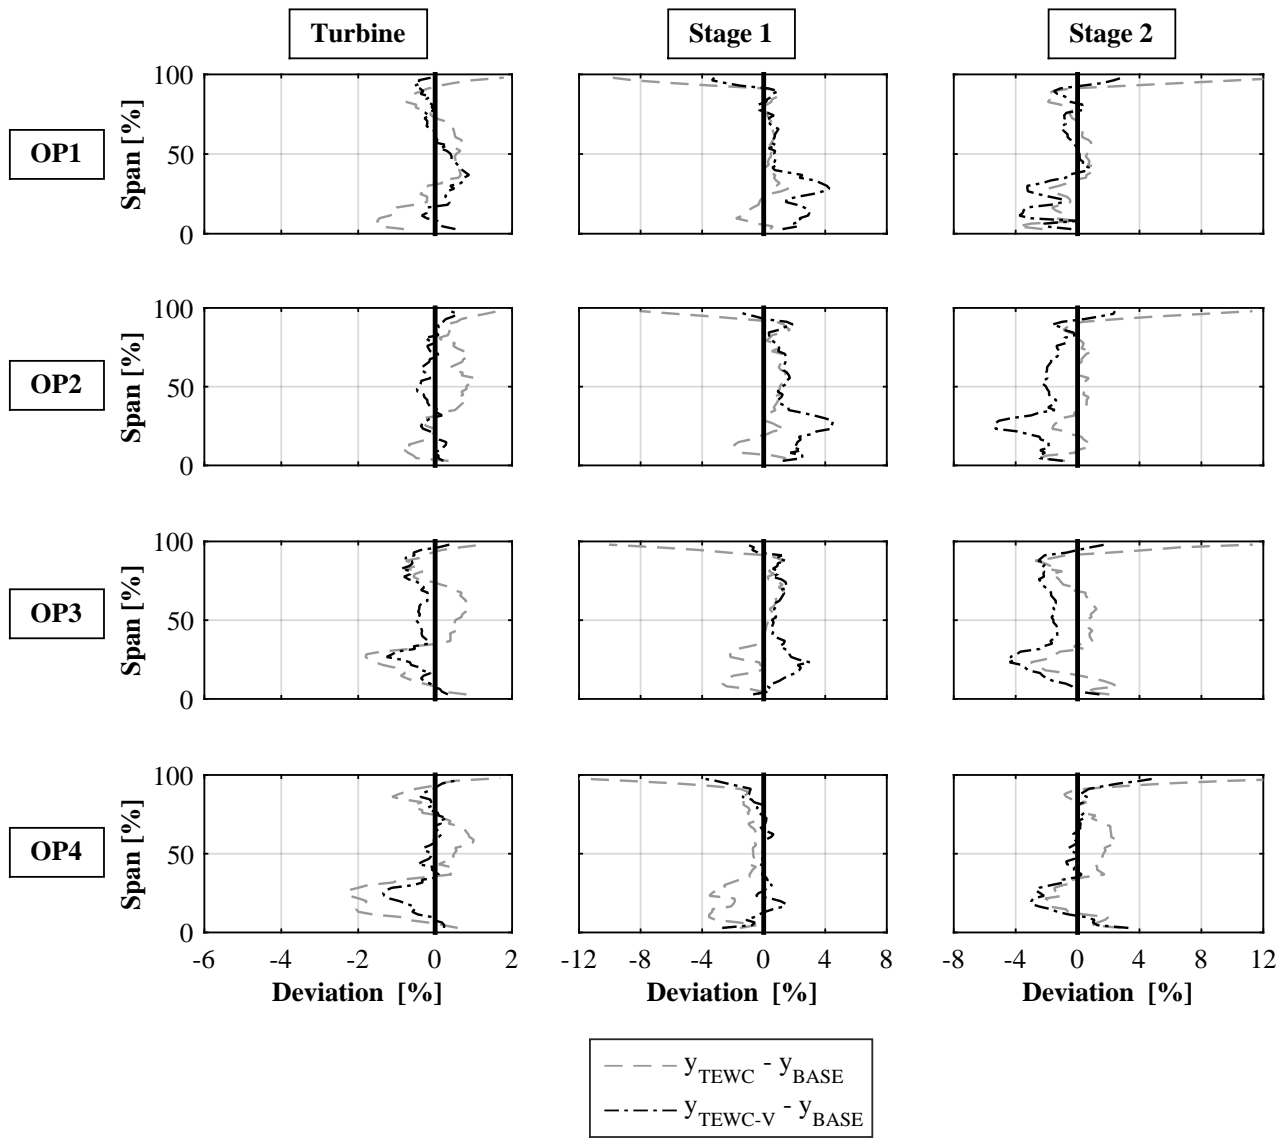 Turbine Stage 1 Stage 2
OP1
Span [%]
100
50
0
OP2
Span [%]
100
50
0
OP3
Span [%]
100
50
0
OP4
Span [%]
100
50
0
-6 -4 -2 0 2
-12 -8 -4 0 4 8
-8 -4 0 4 8 12
Deviation [%] Deviation [%] Deviation [%]
y_TEWC - y_BASE
y_TEWC-V - y_BASE